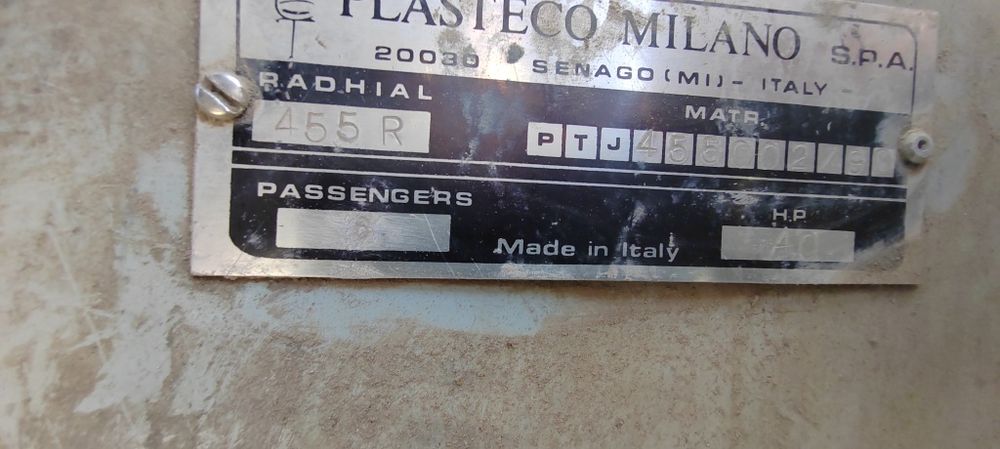 PLASTECO MILANO S.P.A.
20030 SENAGO (MI) - ITALY -
RADHIAL
MATR.
455 R
PTJ
PASSENGERS
H.P.
Made in Italy